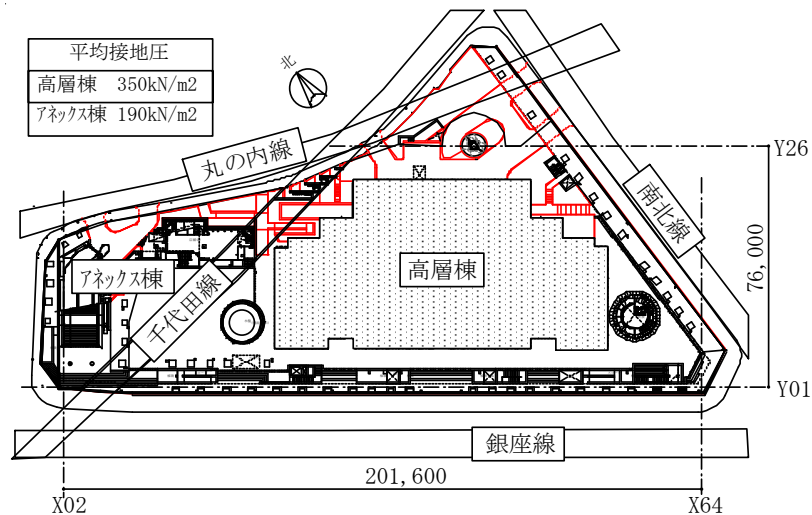 平均接地圧
高層棟 350kN/m2
アネックス棟 190kN/m2
北
丸の内線
Y26
南北線
76,000
アネックス棟
高層棟
千代田線
Y01
銀座線
201,600
X02
X64